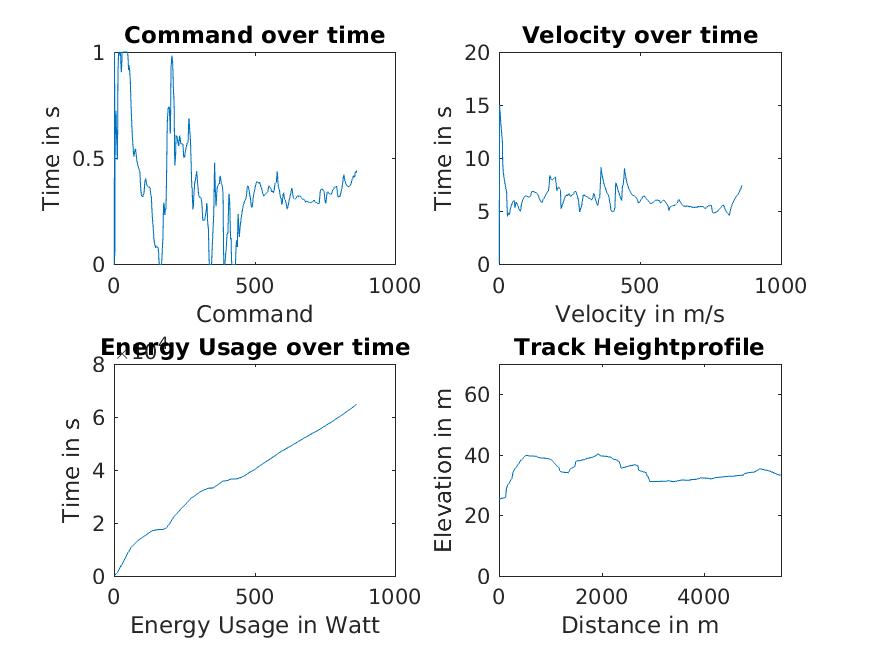 Command over time
1
0.5
0
Time in s
0 500 1000
Command
Velocity over time
20
15
10
5
0
Time in s
0 500 1000
Velocity in m/s
Energy Usage over time
×10⁴
8
6
4
2
0
Time in s
0 500 1000
Energy Usage in Watt
Track Heightprofile
60
40
20
0
Elevation in m
0 2000 4000
Distance in m